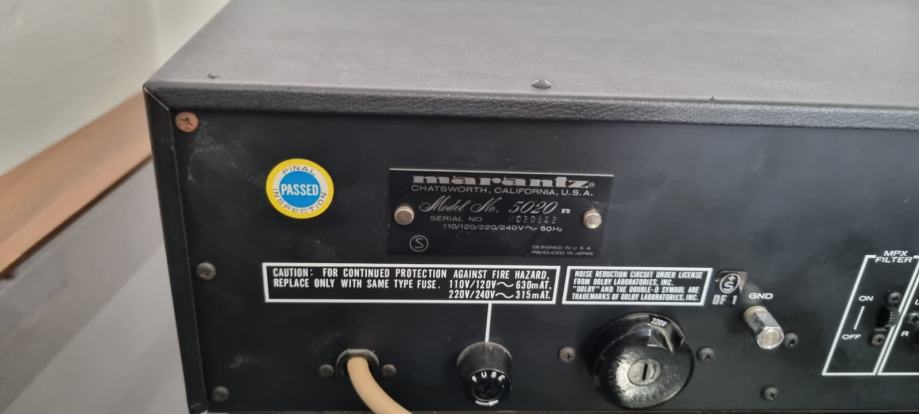 FINAL
PASSED
INSPECTION
marantz®
CHATSWORTH, CALIFORNIA, U.S.A.
Model No. 5020 n
SERIAL NO.
110/120/220/240V～ 50Hz
S
DESIGNED IN U.S.A.
PRODUCED IN JAPAN
CAUTION: FOR CONTINUED PROTECTION AGAINST FIRE HAZARD,
REPLACE ONLY WITH SAME TYPE FUSE. 110V/120V～630mAT,
220V/240V～315mAT.
NOISE REDUCTION CIRCUIT UNDER LICENSE
FROM DOLBY LABORATORIES, INC.
"DOLBY" AND THE DOUBLE-D SYMBOL ARE
TRADEMARKS OF DOLBY LABORATORIES, INC.
S
DF 1
GND
FUSE
220V
MPX
FILTER
ON
OFF
R